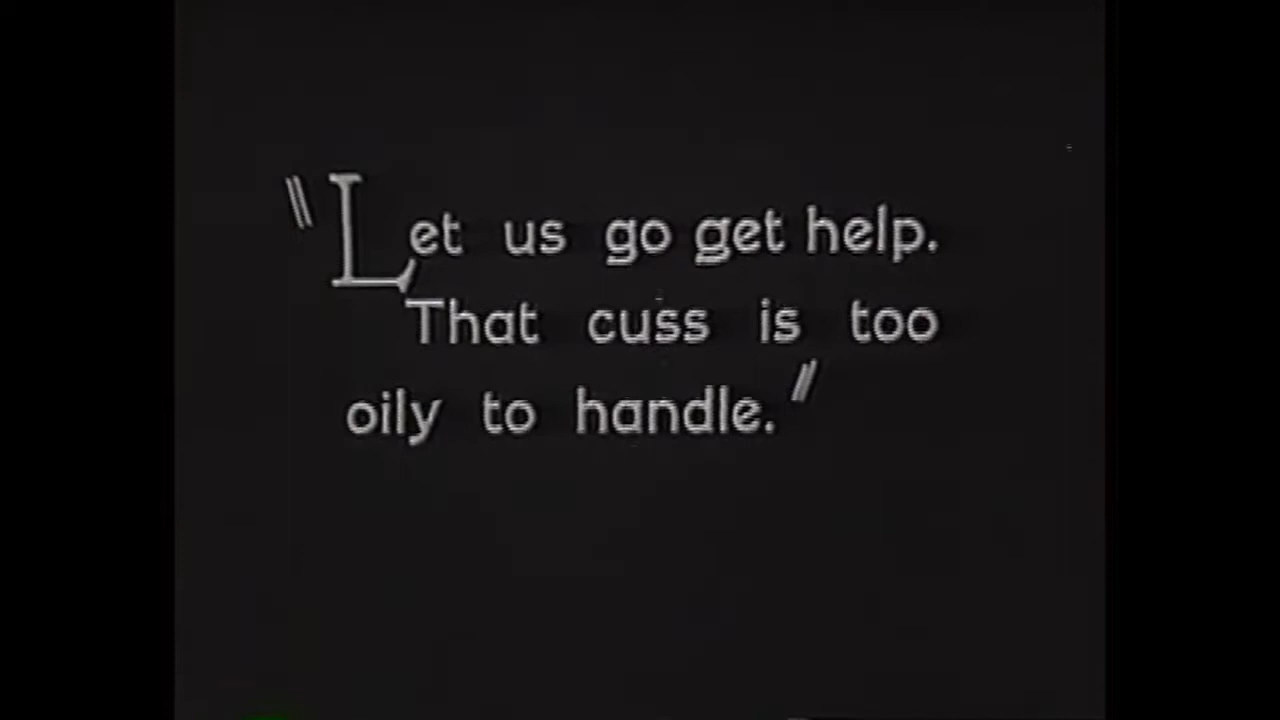 "Let us go get help.
That cuss is too
oily to handle."